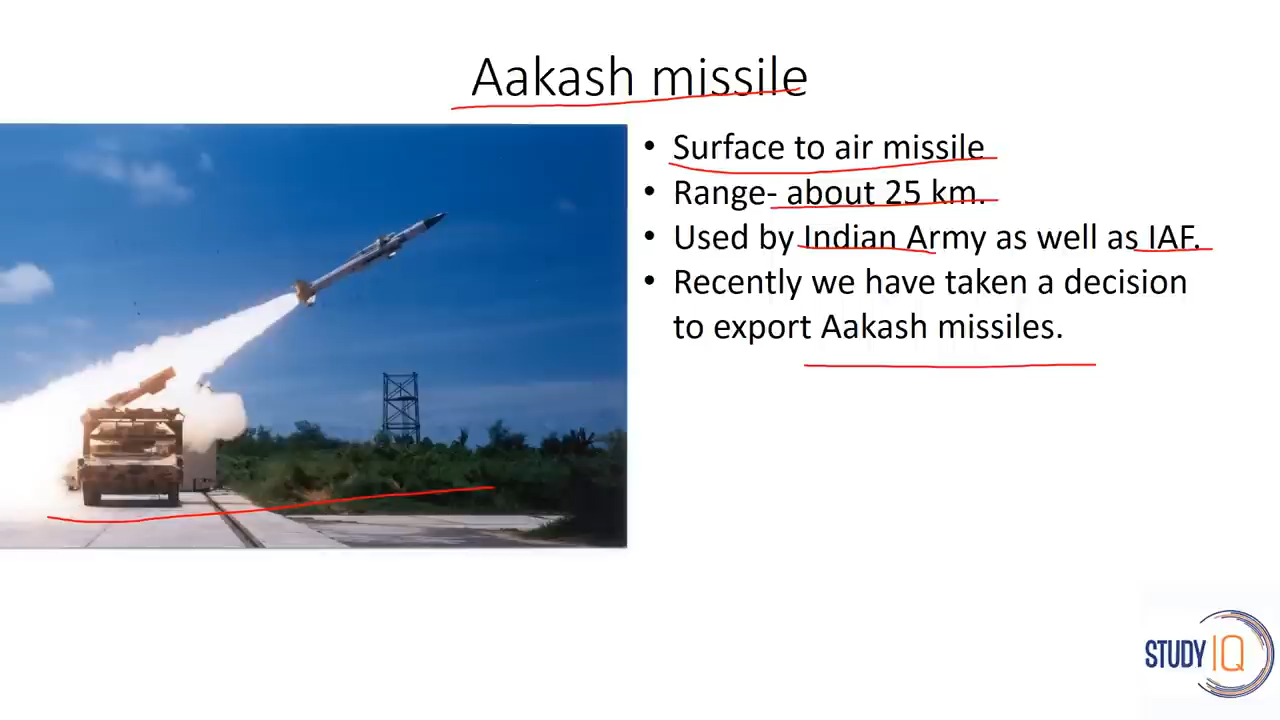 Aakash missile
• Surface to air missile
• Range- about 25 km.
• Used by Indian Army as well as IAF.
• Recently we have taken a decision
to export Aakash missiles.
STUDY IQ